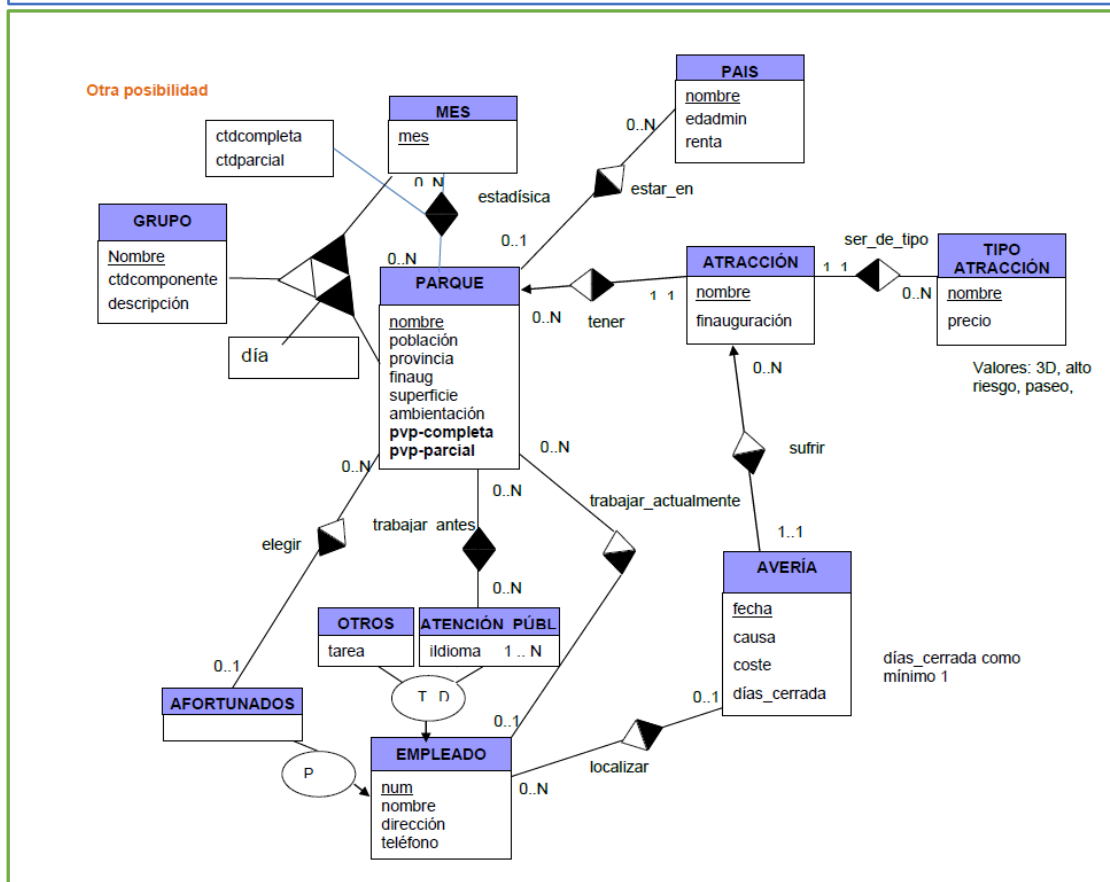 Otra posibilidad
PAIS
nombre
edadmin
renta
MES
mes
ctdcompleta
ctdparcial
0..N
0 N
estar_en
estadísica
GRUPO
Nombre
ctdcomponente
descripción
0..1
0..N
ser_de_tipo
ATRACCIÓN
nombre
finauguración
1 1
TIPO
ATRACCIÓN
nombre
precio
0..N
PARQUE
nombre
población
provincia
finaug
superficie
ambientación
pvp-completa
pvp-parcial
1 1
0..N
tener
día
Valores: 3D, alto
riesgo, paseo,
0..N
0..N
0..N
0..N
sufrir
trabajar_actualmente
trabajar antes
elegir
1..1
AVERÍA
fecha
causa
coste
días_cerrada
0..N
OTROS
tarea
ATENCIÓN PÚBL
ildioma 1 .. N
días_cerrada como
mínimo 1
0..1
AFORTUNADOS
T D
0..1
0..1
EMPLEADO
num
nombre
dirección
teléfono
P
localizar
0..N